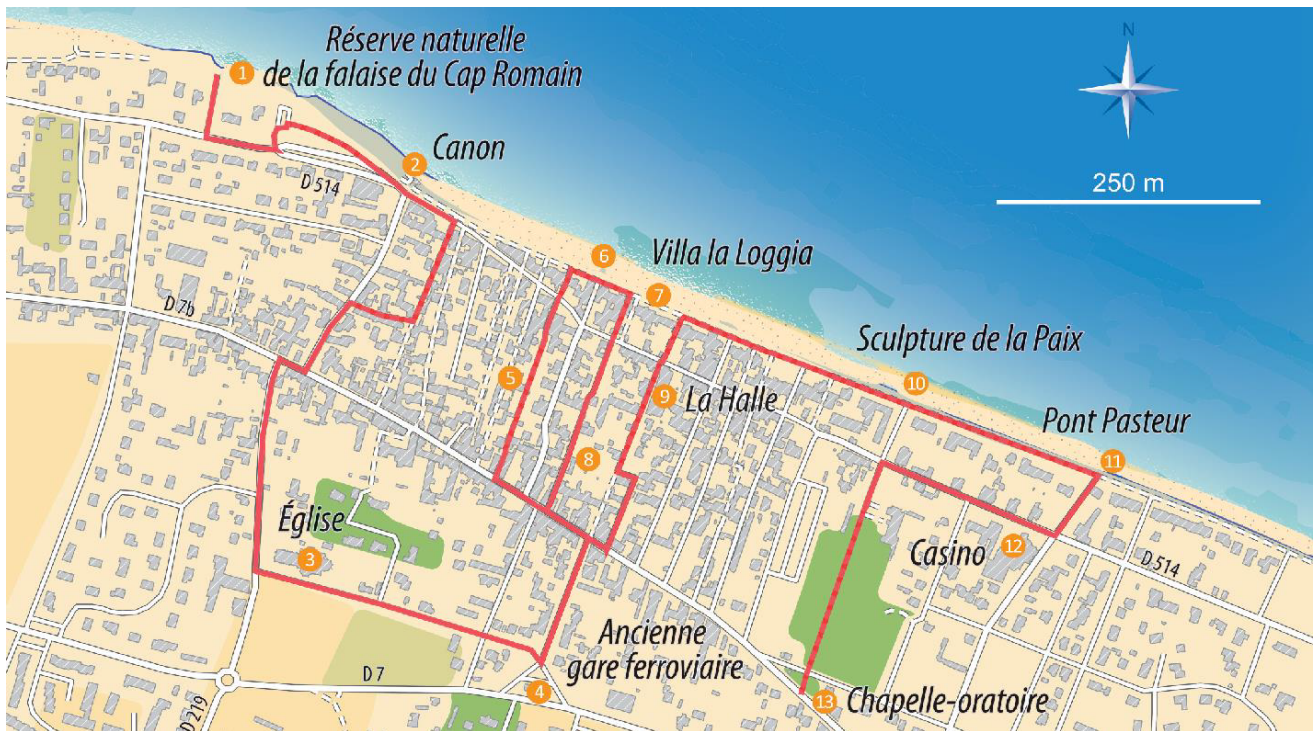 N
Réserve naturelle
1 de la falaise du Cap Romain
2 Canon
250 m
D 514
6
Villa la Loggia
7
D 7b
Sculpture de la Paix
5
10
9 La Halle
Pont Pasteur
8
11
Église
3
Casino 12
D 514
Ancienne
gare ferroviaire
D 7
4
D 219
13 Chapelle-oratoire